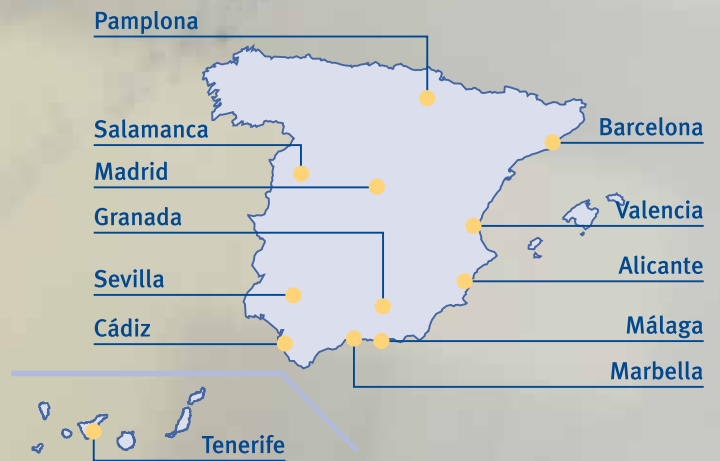 Pamplona
Salamanca
Madrid
Granada
Sevilla
Cádiz
Barcelona
Valencia
Alicante
Málaga
Marbella
Tenerife